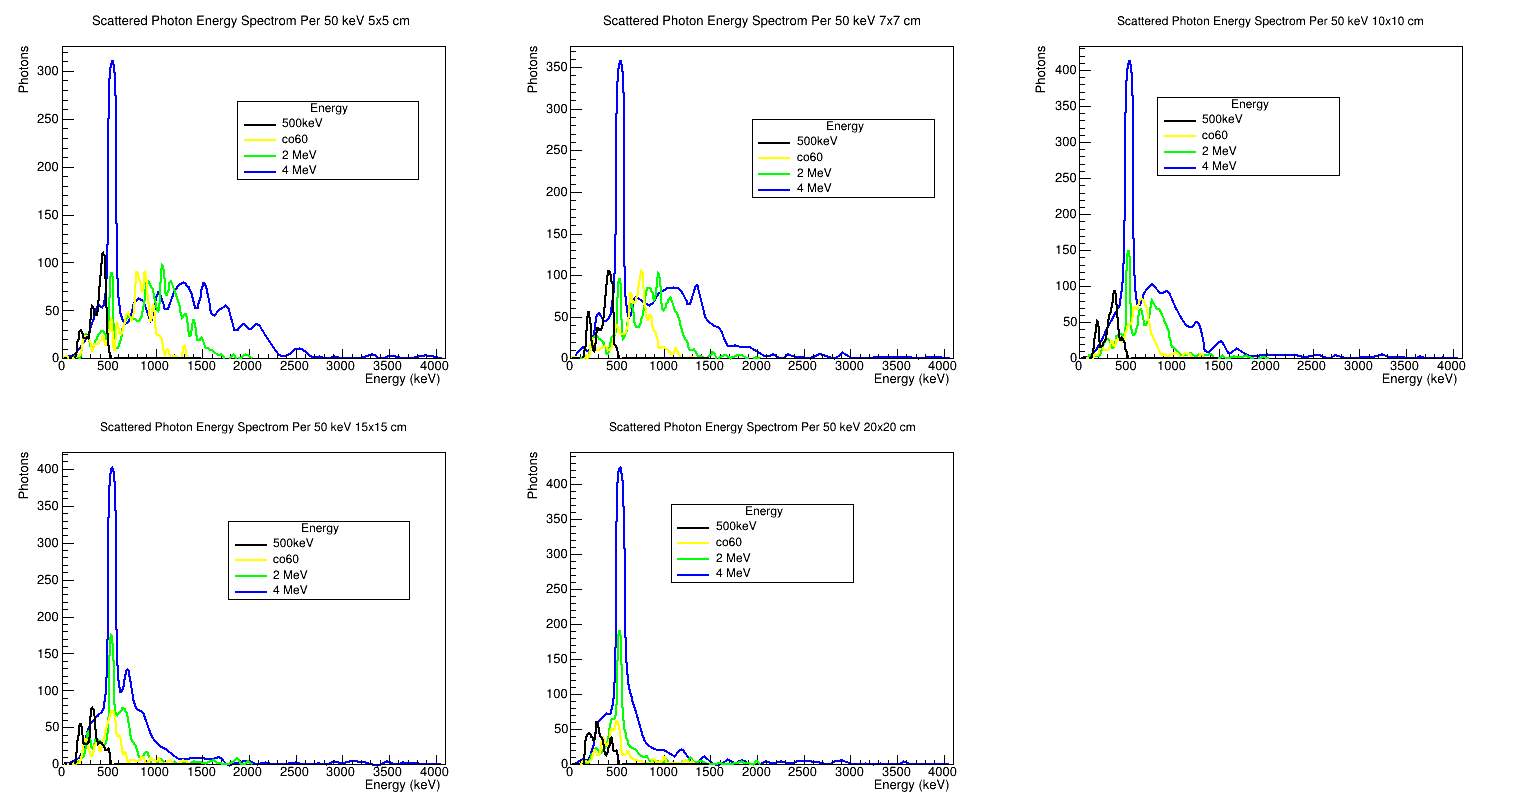 Scattered Photon Energy Spectrom Per 50 keV 5x5 cm
Photons
300
250
200
150
100
50
0
Energy
500keV
co60
2 MeV
4 MeV
0 500 1000 1500 2000 2500 3000 3500 4000
Energy (keV)
Scattered Photon Energy Spectrom Per 50 keV 7x7 cm
Photons
350
300
250
200
150
100
50
0
Energy
500keV
co60
2 MeV
4 MeV
0 500 1000 1500 2000 2500 3000 3500 4000
Energy (keV)
Scattered Photon Energy Spectrom Per 50 keV 10x10 cm
Photons
400
350
300
250
200
150
100
50
0
Energy
500keV
co60
2 MeV
4 MeV
0 500 1000 1500 2000 2500 3000 3500 4000
Energy (keV)
Scattered Photon Energy Spectrom Per 50 keV 15x15 cm
Photons
400
350
300
250
200
150
100
50
0
Energy
500keV
co60
2 MeV
4 MeV
0 500 1000 1500 2000 2500 3000 3500 4000
Energy (keV)
Scattered Photon Energy Spectrom Per 50 keV 20x20 cm
Photons
400
350
300
250
200
150
100
50
0
Energy
500keV
co60
2 MeV
4 MeV
0 500 1000 1500 2000 2500 3000 3500 4000
Energy (keV)